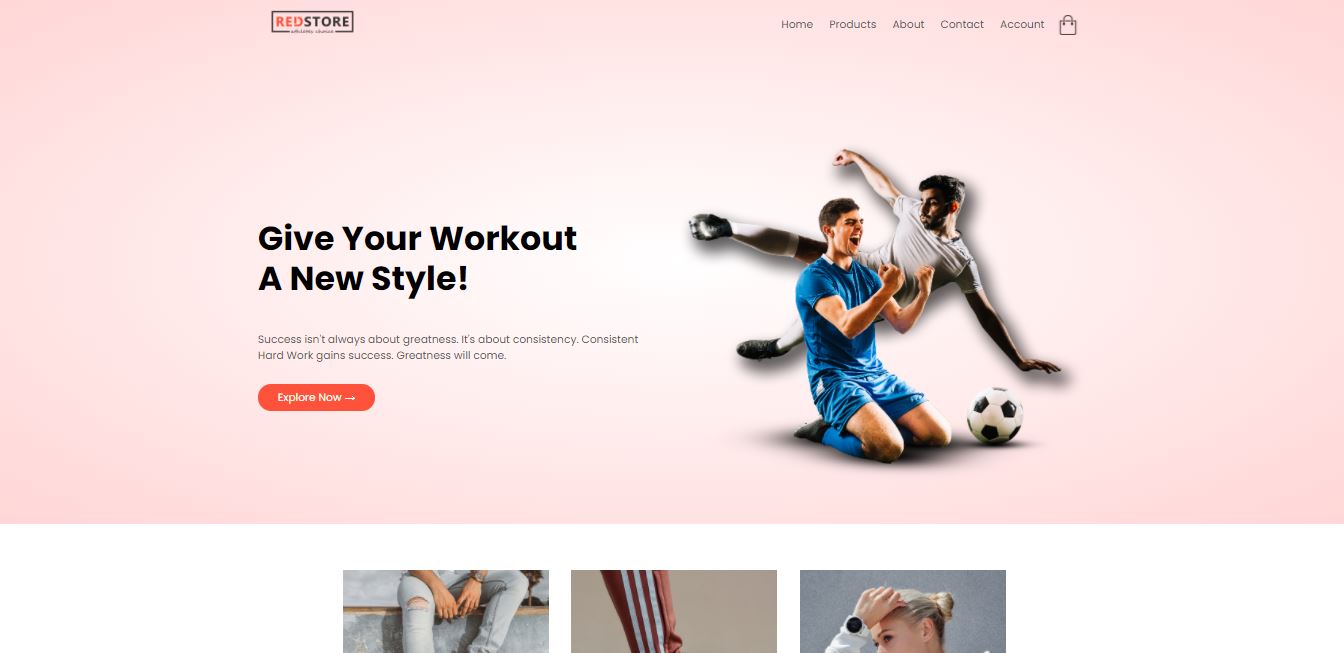 REDSTORE
Home Products About Contact Account
Give Your Workout
A New Style!
Success isn't always about greatness. It's about consistency. Consistent
Hard Work gains success. Greatness will come.
Explore Now →